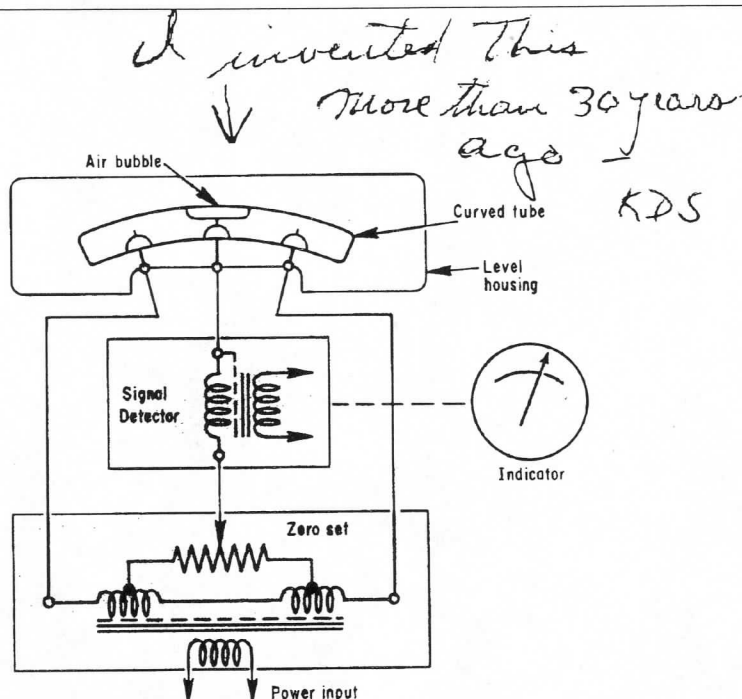 I invented This
More than 30 years
ago –
KDS
Air bubble
Curved tube
Level
housing
Signal
Detector
Indicator
Zero set
Power input